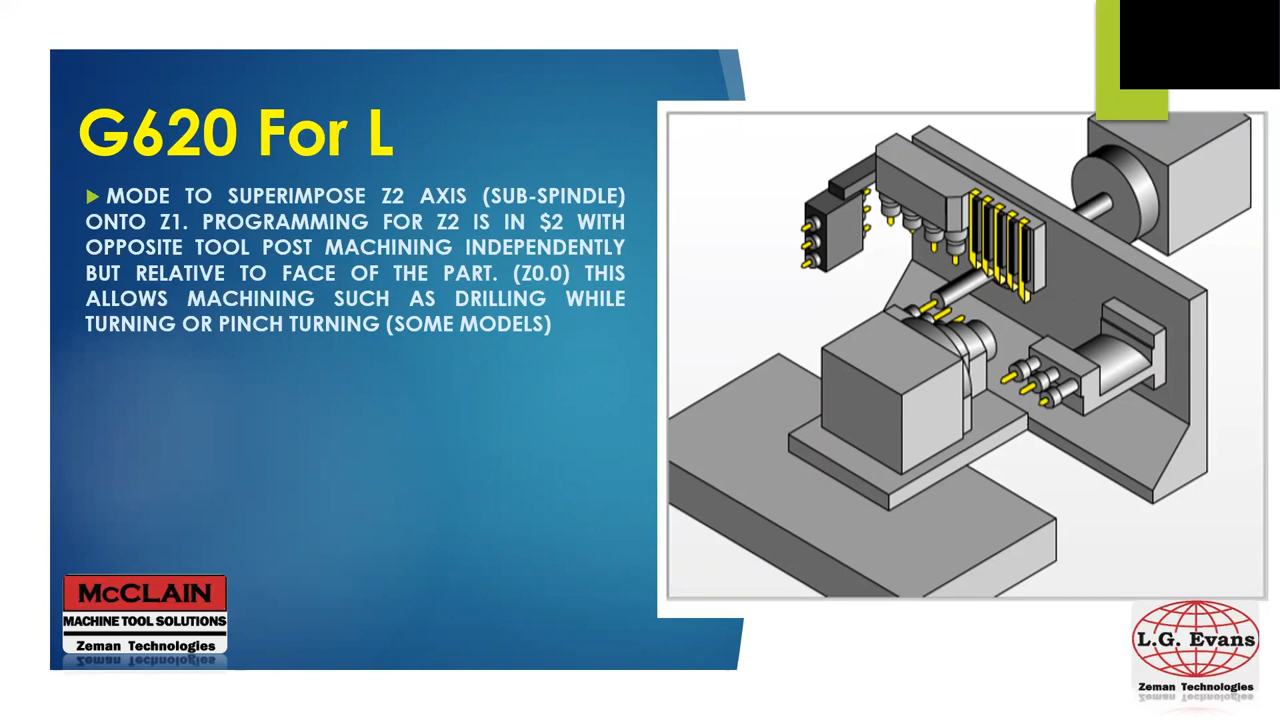 G620 For L
MODE TO SUPERIMPOSE Z2 AXIS (SUB-SPINDLE)
ONTO Z1. PROGRAMMING FOR Z2 IS IN $2 WITH
OPPOSITE TOOL POST MACHINING INDEPENDENTLY
BUT RELATIVE TO FACE OF THE PART. (Z0.0) THIS
ALLOWS MACHINING SUCH AS DRILLING WHILE
TURNING OR PINCH TURNING (SOME MODELS)
McCLAIN
MACHINE TOOL SOLUTIONS
Zeman Technologies
L.G. Evans
Zeman Technologies